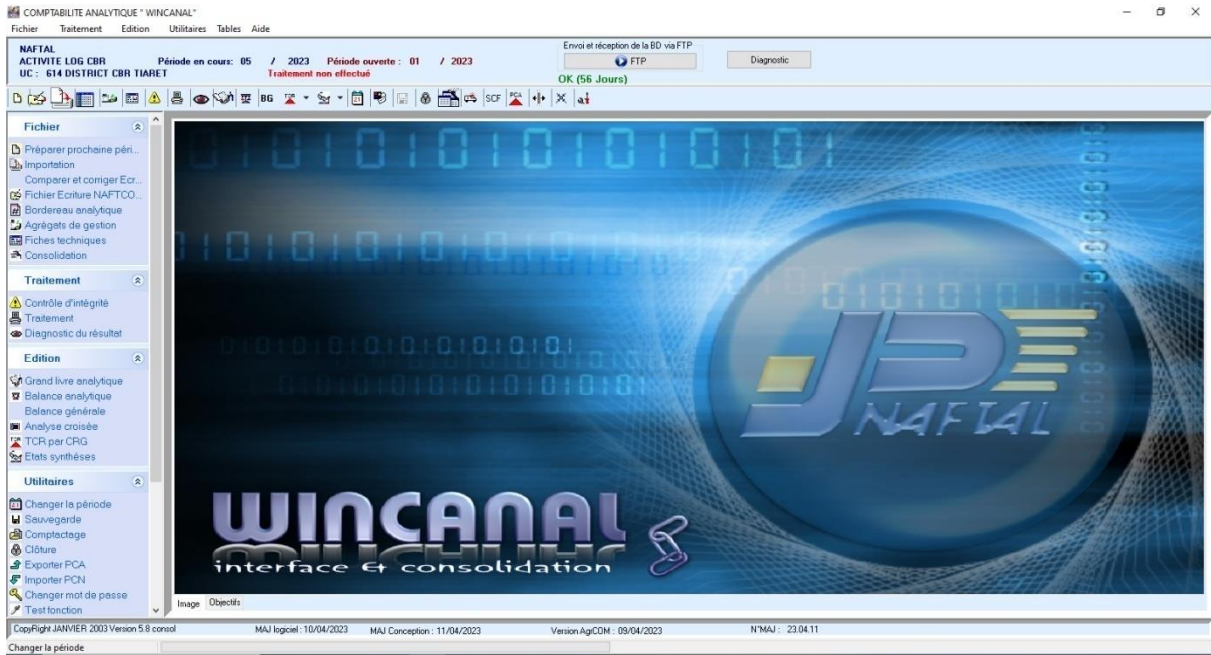 COMPTABILITE ANALYTIQUE " WINCANAL"
Fichier Traitement Edition Utilitaires Tables Aide
NAFTAL
ACTIVITE LOG CBR Période en cours: 05 / 2023 Période ouverte : 01 / 2023
UC : 614 DISTRICT CBR TIARET Traitement non effectué
Envoi et réception de la BD via FTP
FTP
OK (56 Jours)
Diagnostic
BG TCR SCF PCA
Fichier
Préparer prochaine péri...
Importation
Comparer et corriger Ecr...
Fichier Ecriture NAFTCO...
Bordereau analytique
Agrégats de gestion
Fiches techniques
Consolidation
Traitement
Contrôle d'intégrité
Traitement
Diagnostic du résultat
Edition
Grand livre analytique
Balance analytique
Balance générale
Analyse croisée
TCR par CRG
Etats synthèses
Utilitaires
Changer la période
Sauvegarde
Comptactage
Clôture
Exporter PCA
Importer PCN
Changer mot de passe
Test fonction
NAFTAL
WINCANAL
interface & consolidation
Image Objectifs
CopyRight JANVIER 2003 Version 5.8 consol MAJ logiciel : 10/04/2023 MAJ Conception : 11/04/2023 Version AgrCOM : 09/04/2023 N°MAJ : 23.04.11
Changer la période